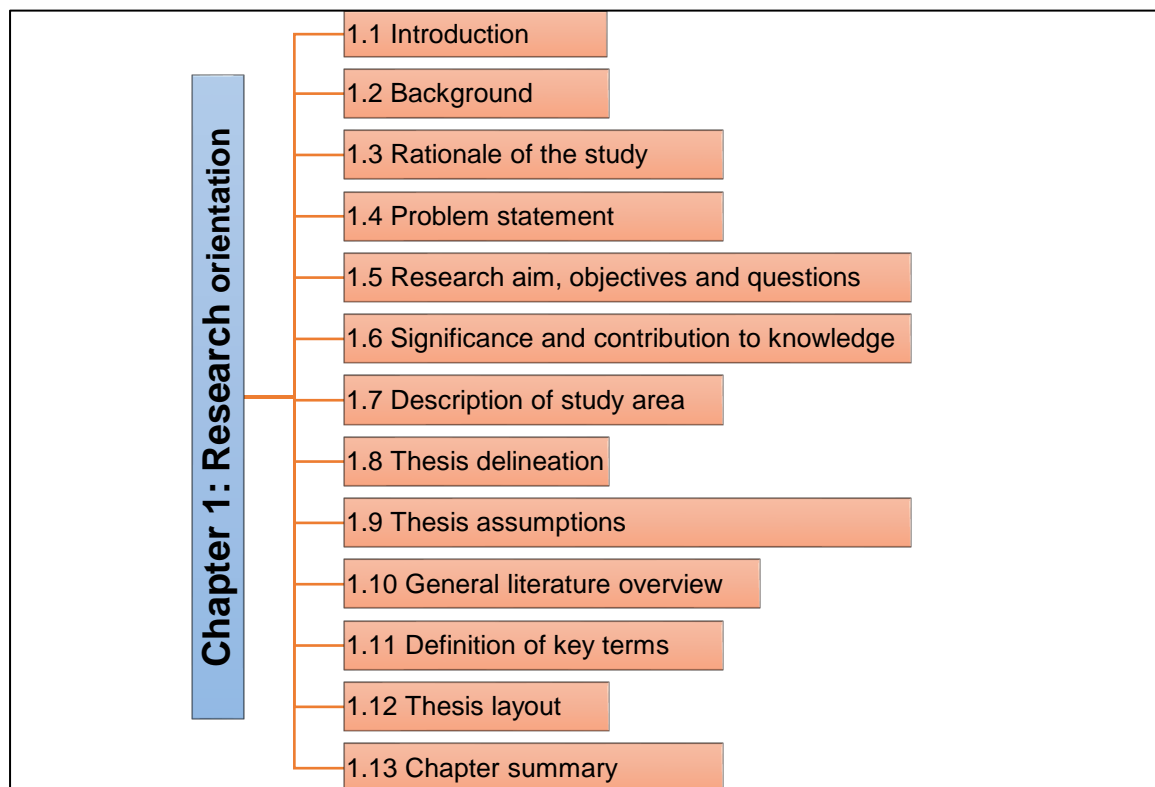 Chapter 1: Research orientation
1.1 Introduction
1.2 Background
1.3 Rationale of the study
1.4 Problem statement
1.5 Research aim, objectives and questions
1.6 Significance and contribution to knowledge
1.7 Description of study area
1.8 Thesis delineation
1.9 Thesis assumptions
1.10 General literature overview
1.11 Definition of key terms
1.12 Thesis layout
1.13 Chapter summary